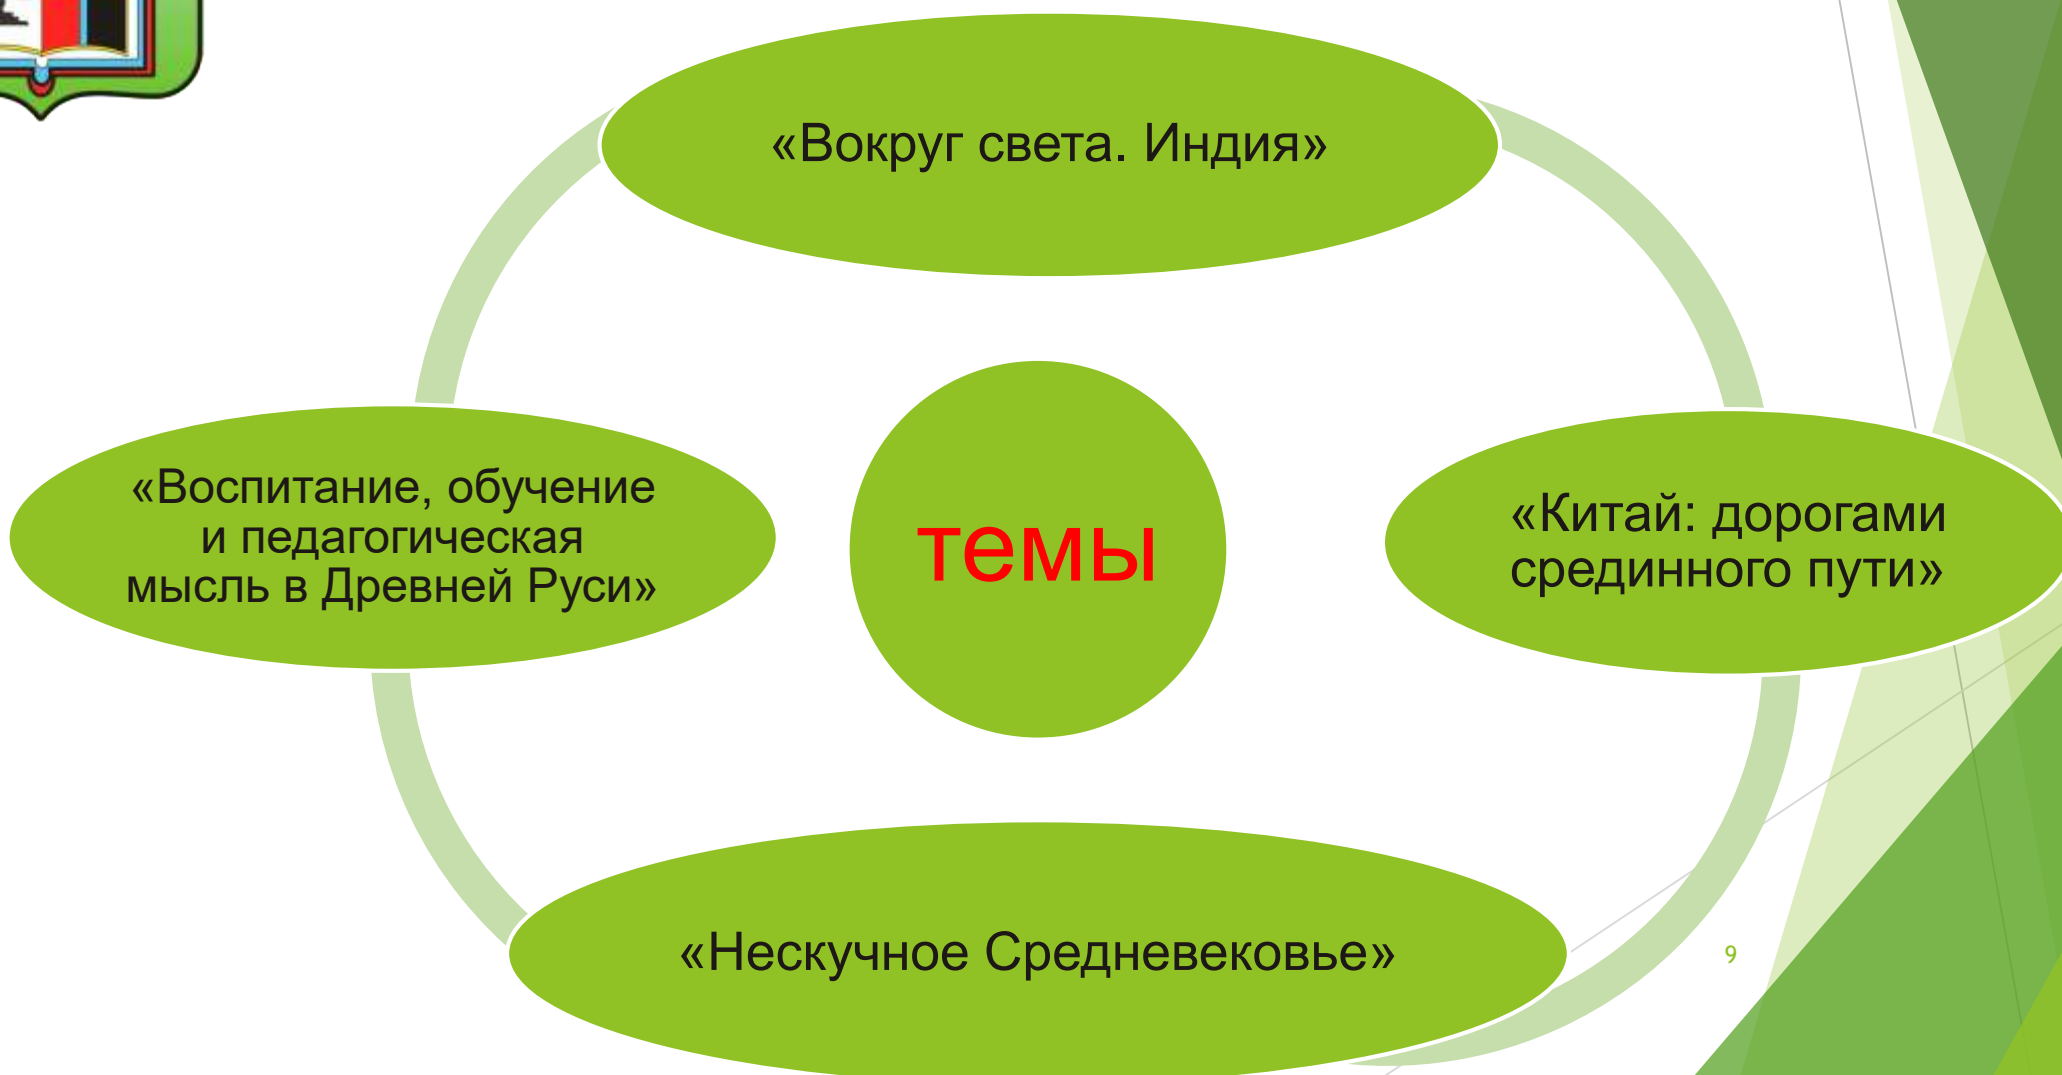 «Вокруг света. Индия»
«Воспитание, обучение
и педагогическая
мысль в Древней Руси»
темы
«Китай: дорогами
срединного пути»
«Нескучное Средневековье»
9